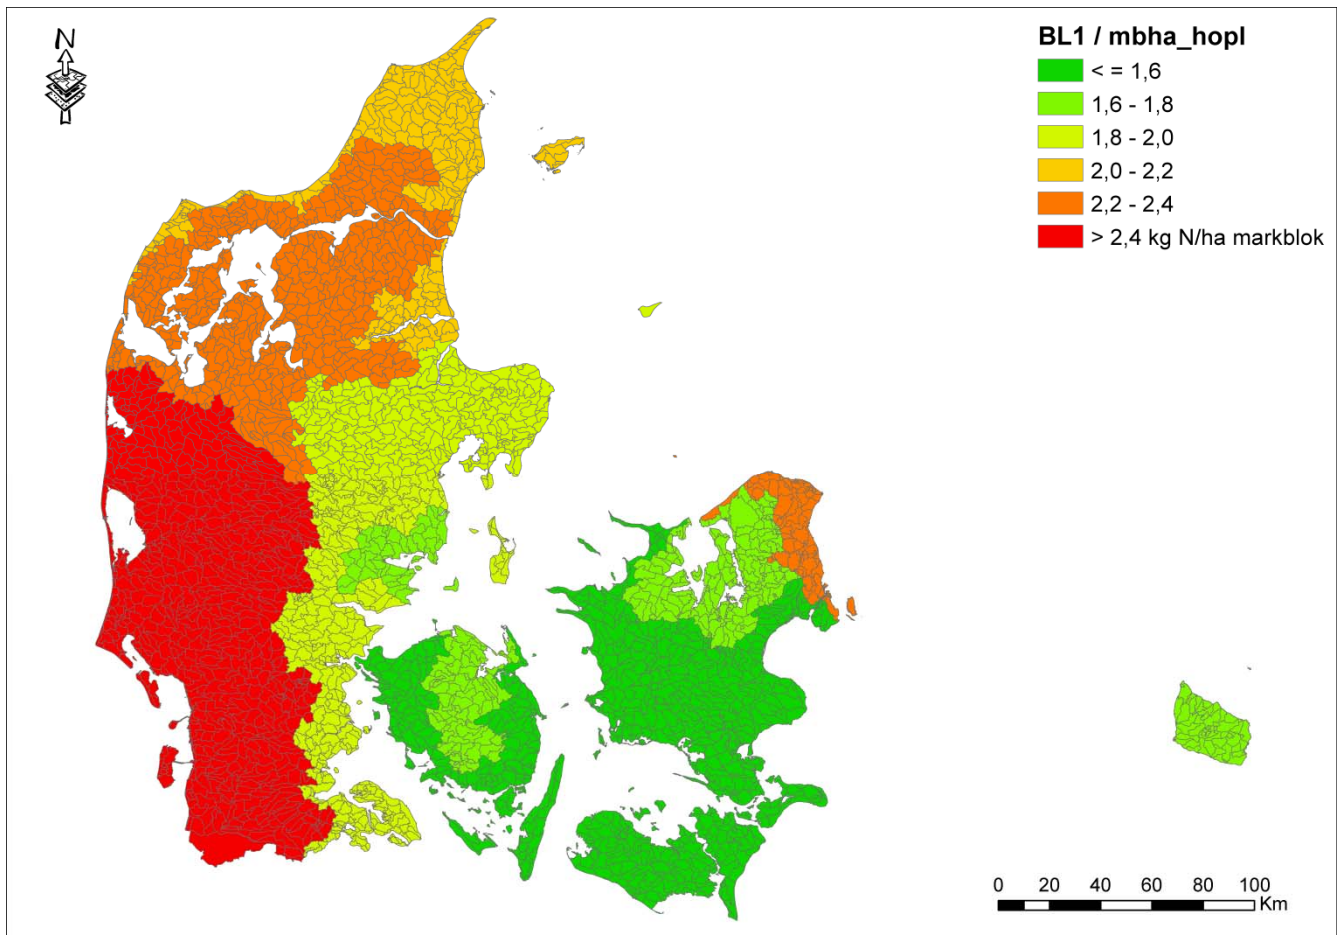 N
BL1 / mbha_hopl
< = 1,6
1,6 - 1,8
1,8 - 2,0
2,0 - 2,2
2,2 - 2,4
> 2,4 kg N/ha markblok
0 20 40 60 80 100
Km